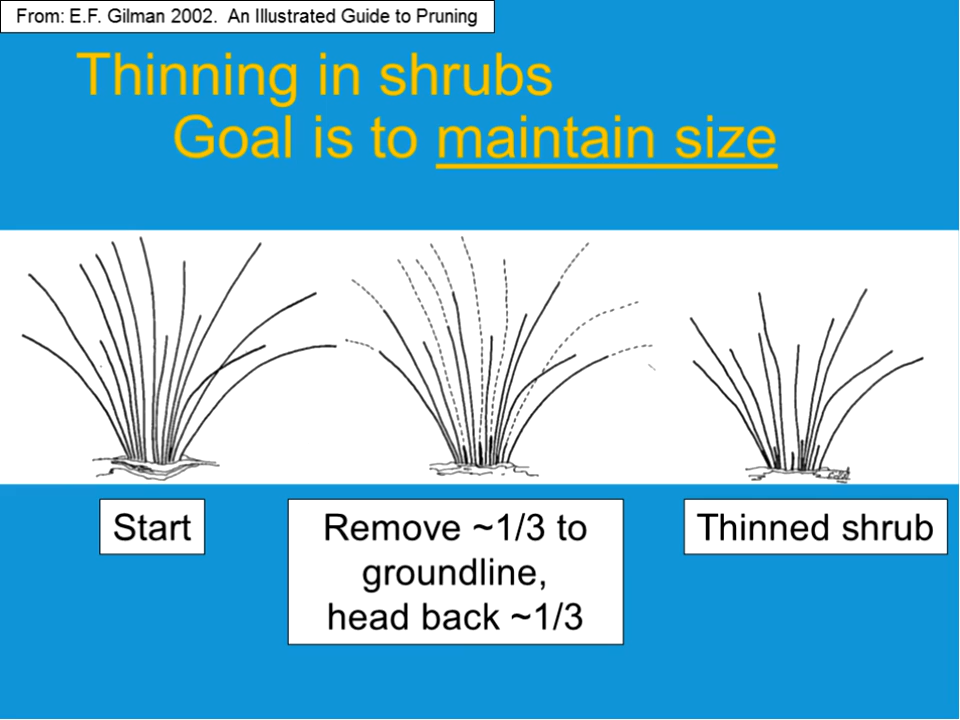 From: E.F. Gilman 2002.  An Illustrated Guide to Pruning
Thinning in shrubs
Goal is to maintain size
Start
Remove ~1/3 to
groundline,
head back ~1/3
Thinned shrub